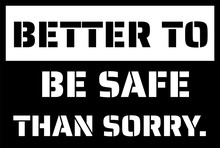 BETTER TO
BE SAFE
THAN SORRY.